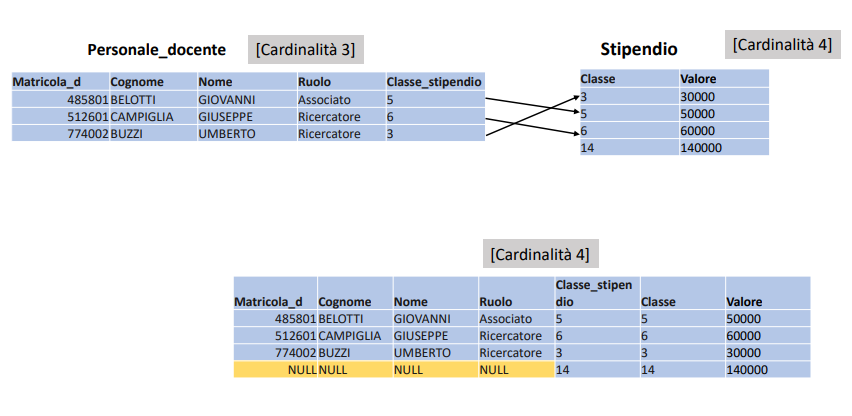 Personale_docente [Cardinalità 3]
Matricola_d Cognome Nome Ruolo Classe_stipendio
485801 BELOTTI GIOVANNI Associato 5
512601 CAMPIGLIA GIUSEPPE Ricercatore 6
774002 BUZZI UMBERTO Ricercatore 3
Stipendio [Cardinalità 4]
Classe Valore
3 30000
5 50000
6 60000
14 140000
[Cardinalità 4]
Matricola_d Cognome Nome Ruolo Classe_stipen
dio Classe Valore
485801 BELOTTI GIOVANNI Associato 5 5 50000
512601 CAMPIGLIA GIUSEPPE Ricercatore 6 6 60000
774002 BUZZI UMBERTO Ricercatore 3 3 30000
NULL NULL NULL NULL 14 14 140000